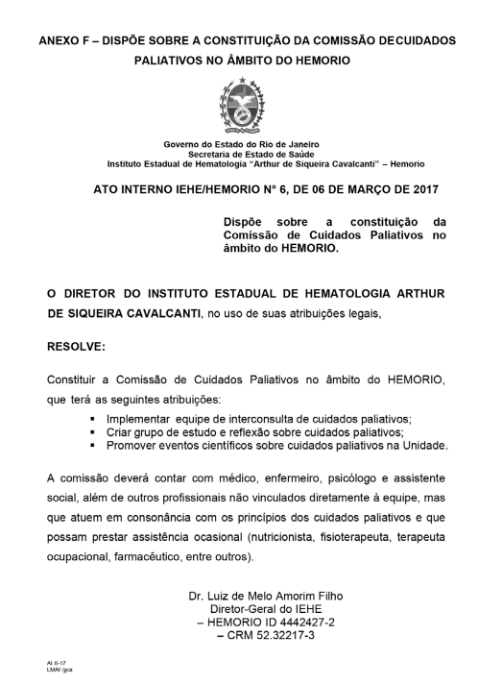 ANEXO F – DISPÕE SOBRE A CONSTITUIÇÃO DA COMISSÃO DECUIDADOS
PALIATIVOS NO ÂMBITO DO HEMORIO
Governo do Estado do Rio de Janeiro
Secretaria de Estado de Saúde
Instituto Estadual de Hematologia “Arthur de Siqueira Cavalcanti” – Hemorio
ATO INTERNO IEHE/HEMORIO N° 6, DE 06 DE MARÇO DE 2017
Dispõe sobre a constituição da
Comissão de Cuidados Paliativos no
âmbito do HEMORIO.
O DIRETOR DO INSTITUTO ESTADUAL DE HEMATOLOGIA ARTHUR
DE SIQUEIRA CAVALCANTI, no uso de suas atribuições legais,
RESOLVE:
Constituir a Comissão de Cuidados Paliativos no âmbito do HEMORIO,
que terá as seguintes atribuições:
▪ Implementar equipe de interconsulta de cuidados paliativos;
▪ Criar grupo de estudo e reflexão sobre cuidados paliativos;
▪ Promover eventos científicos sobre cuidados paliativos na Unidade.
A comissão deverá contar com médico, enfermeiro, psicólogo e assistente
social, além de outros profissionais não vinculados diretamente à equipe, mas
que atuem em consonância com os princípios dos cuidados paliativos e que
possam prestar assistência ocasional (nutricionista, fisioterapeuta, terapeuta
ocupacional, farmacêutico, entre outros).
Dr. Luiz de Melo Amorim Filho
Diretor-Geral do IEHE
– HEMORIO ID 4442427-2
– CRM 52.32217-3
AI 6-17